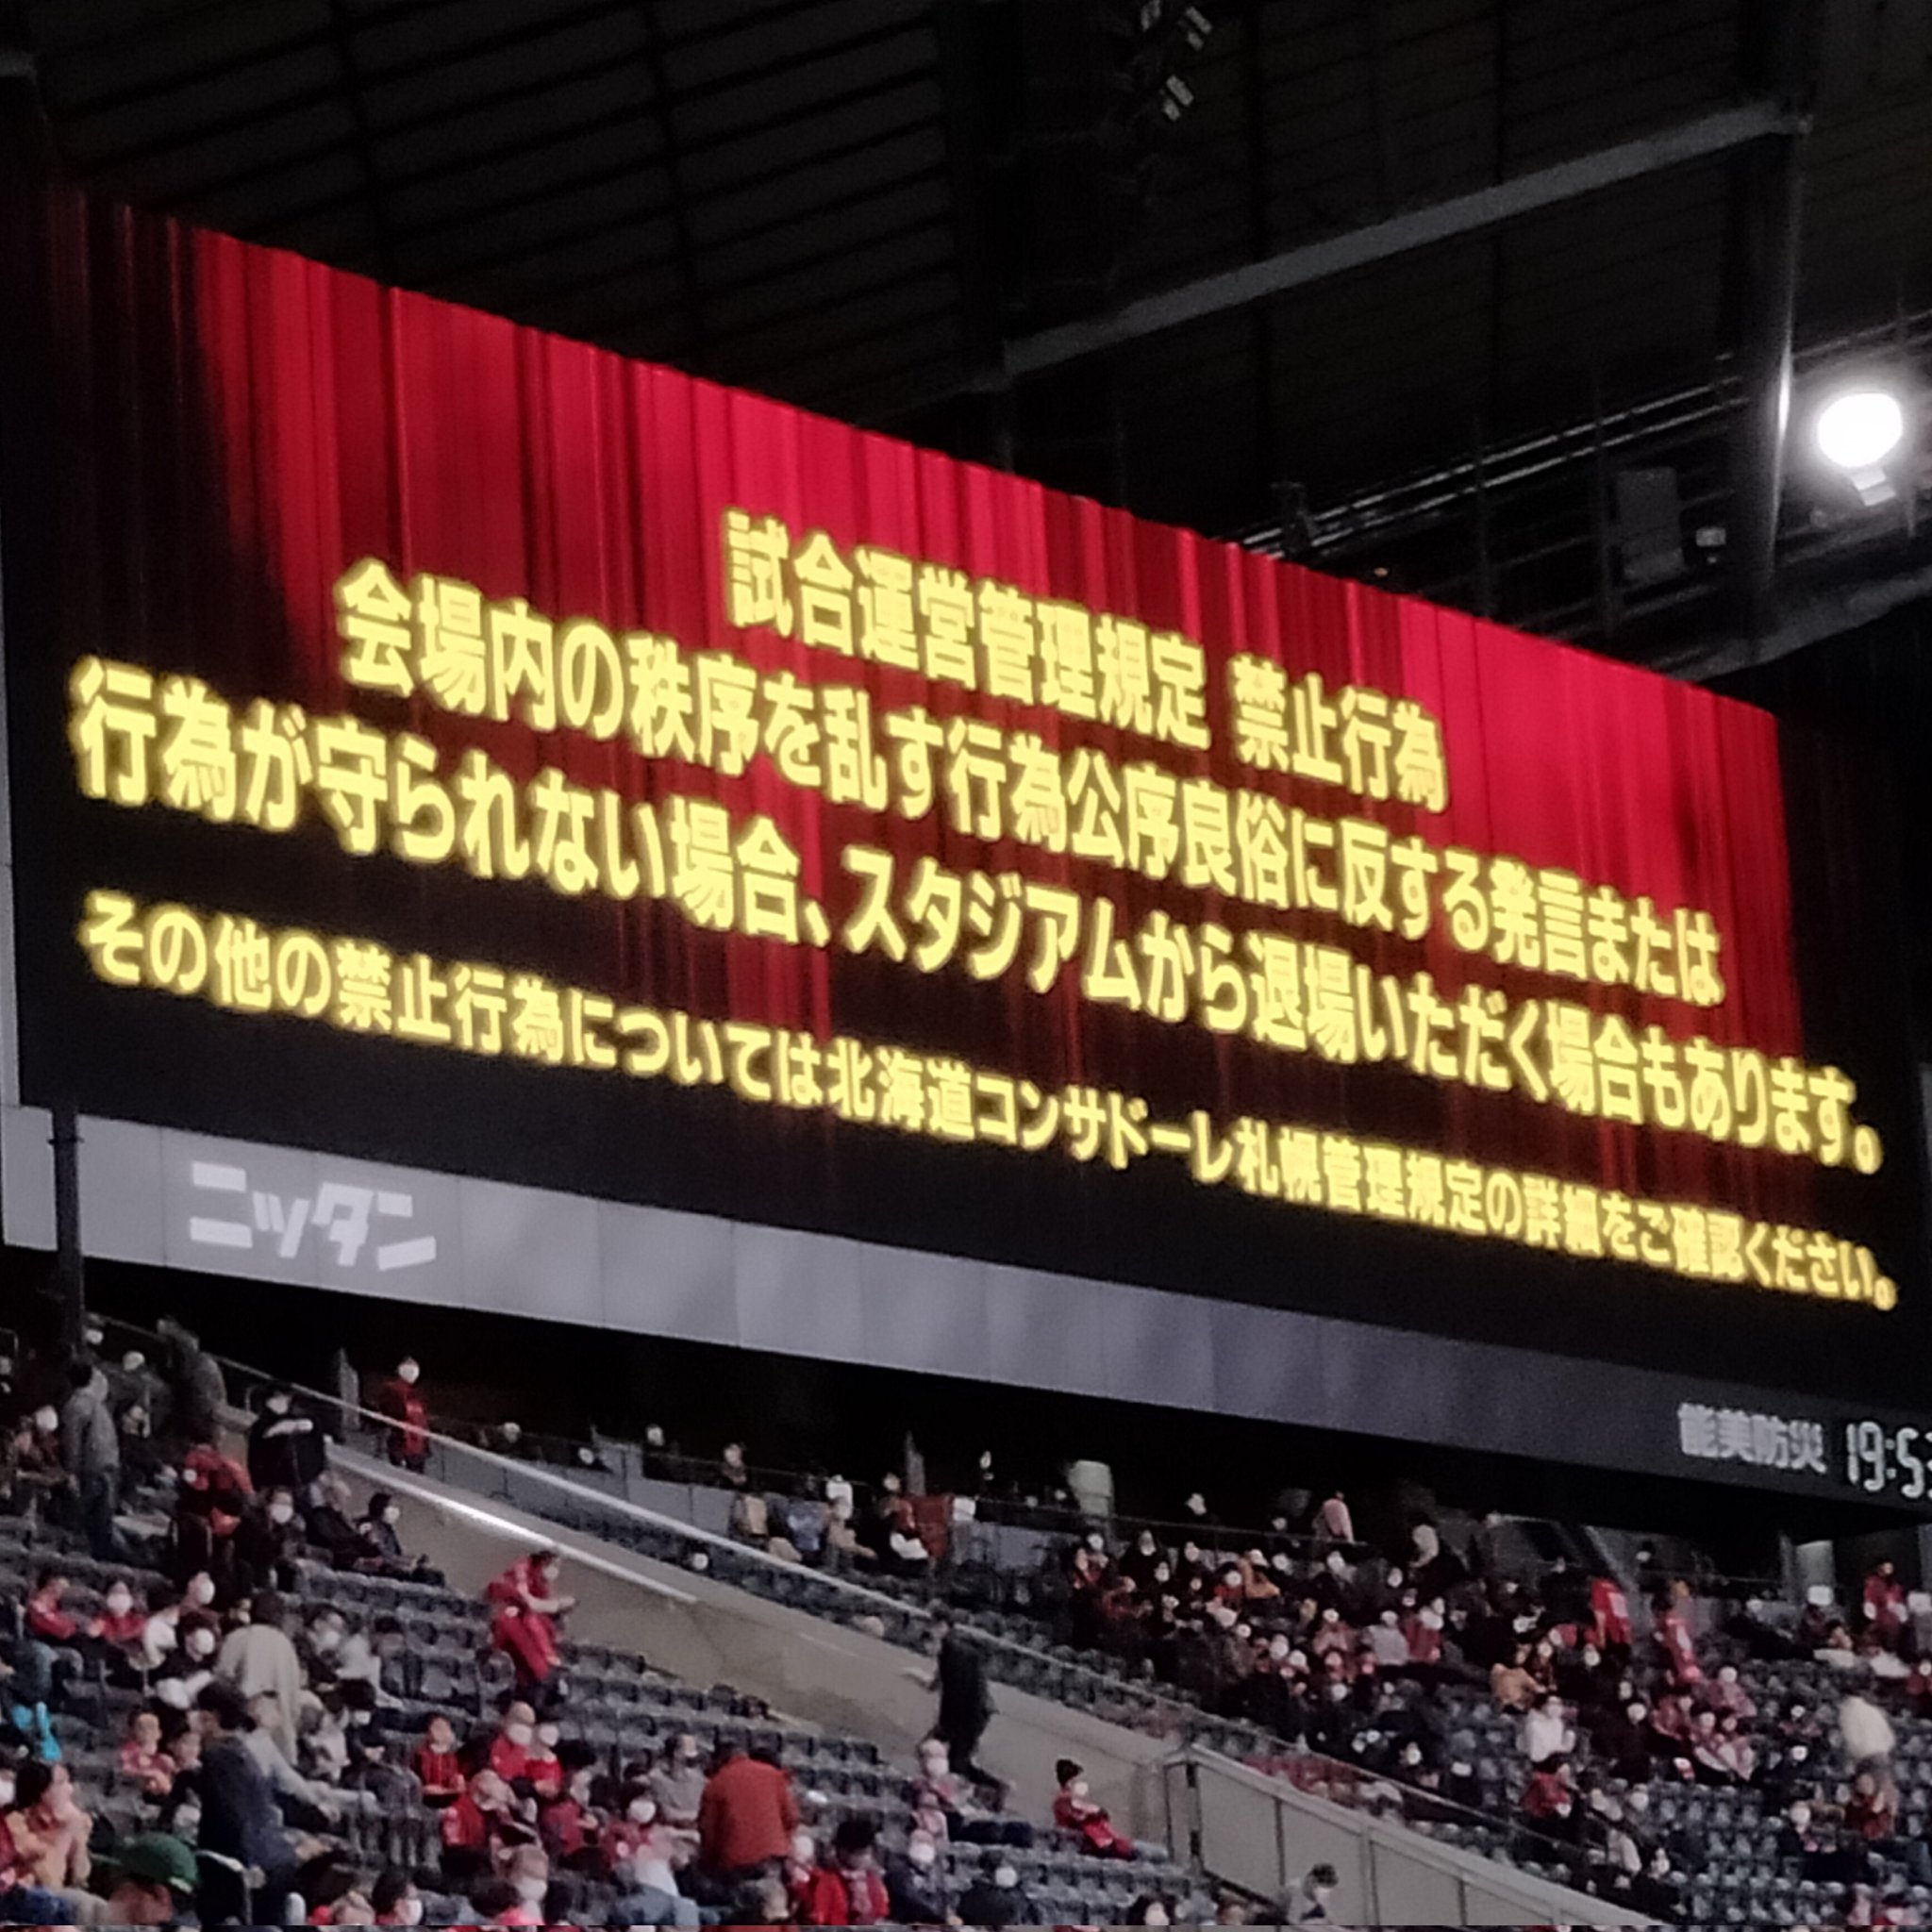 試合運営管理規定 禁止行為
会場内の秩序を乱す行為公序良俗に反する発言または
行為が守られない場合、スタジアムから退場いただく場合もあります。
その他の禁止行為については北海道コンサドーレ札幌管理規定の詳細をご確認ください。
ニッタン
能美防災 19:5